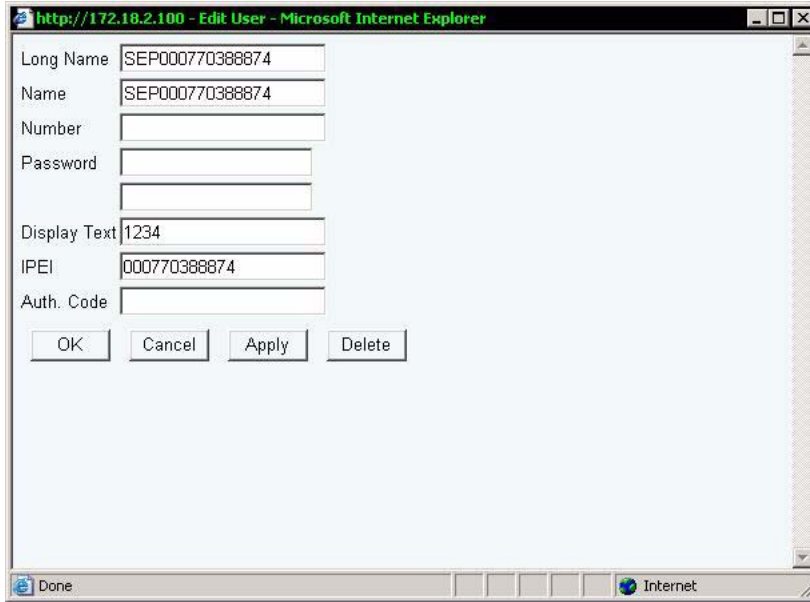 http://172.18.2.100 - Edit User - Microsoft Internet Explorer
Long Name SEP000770388874
Name SEP000770388874
Number
Password
Display Text 1234
IPEI 000770388874
Auth. Code
OK Cancel Apply Delete
Done Internet